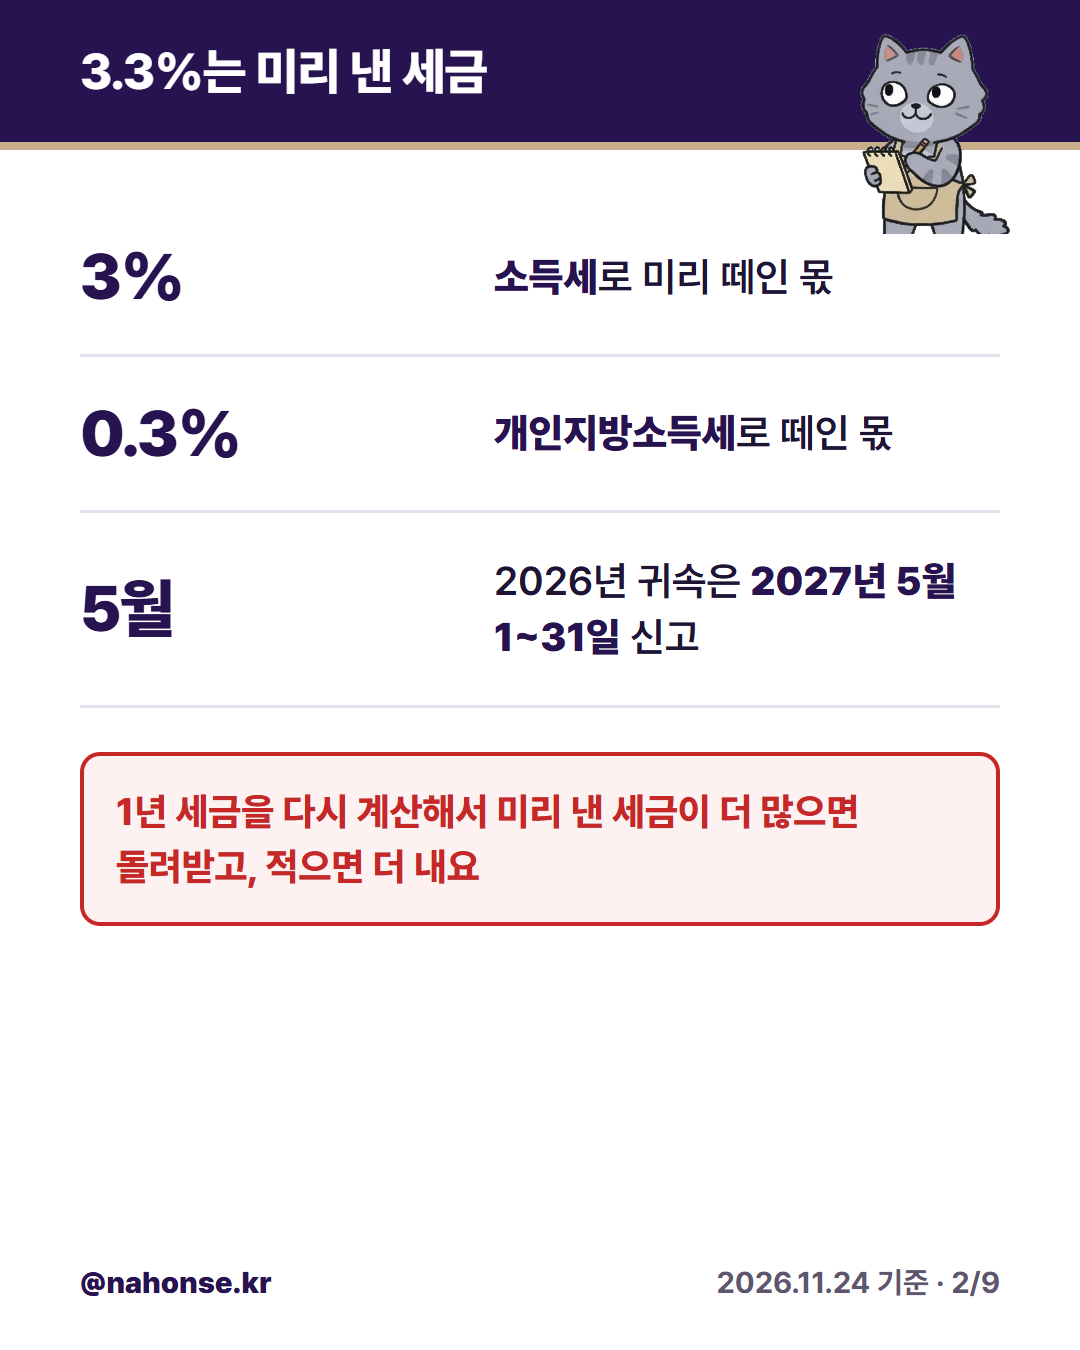 3.3%는 미리 낸 세금
3%
소득세로 미리 떼인 몫
0.3%
개인지방소득세로 떼인 몫
5월
2026년 귀속은 2027년 5월
1~31일 신고
1년 세금을 다시 계산해서 미리 낸 세금이 더 많으면
돌려받고, 적으면 더 내요
@nahonse.kr
2026.11.24 기준 · 2/9